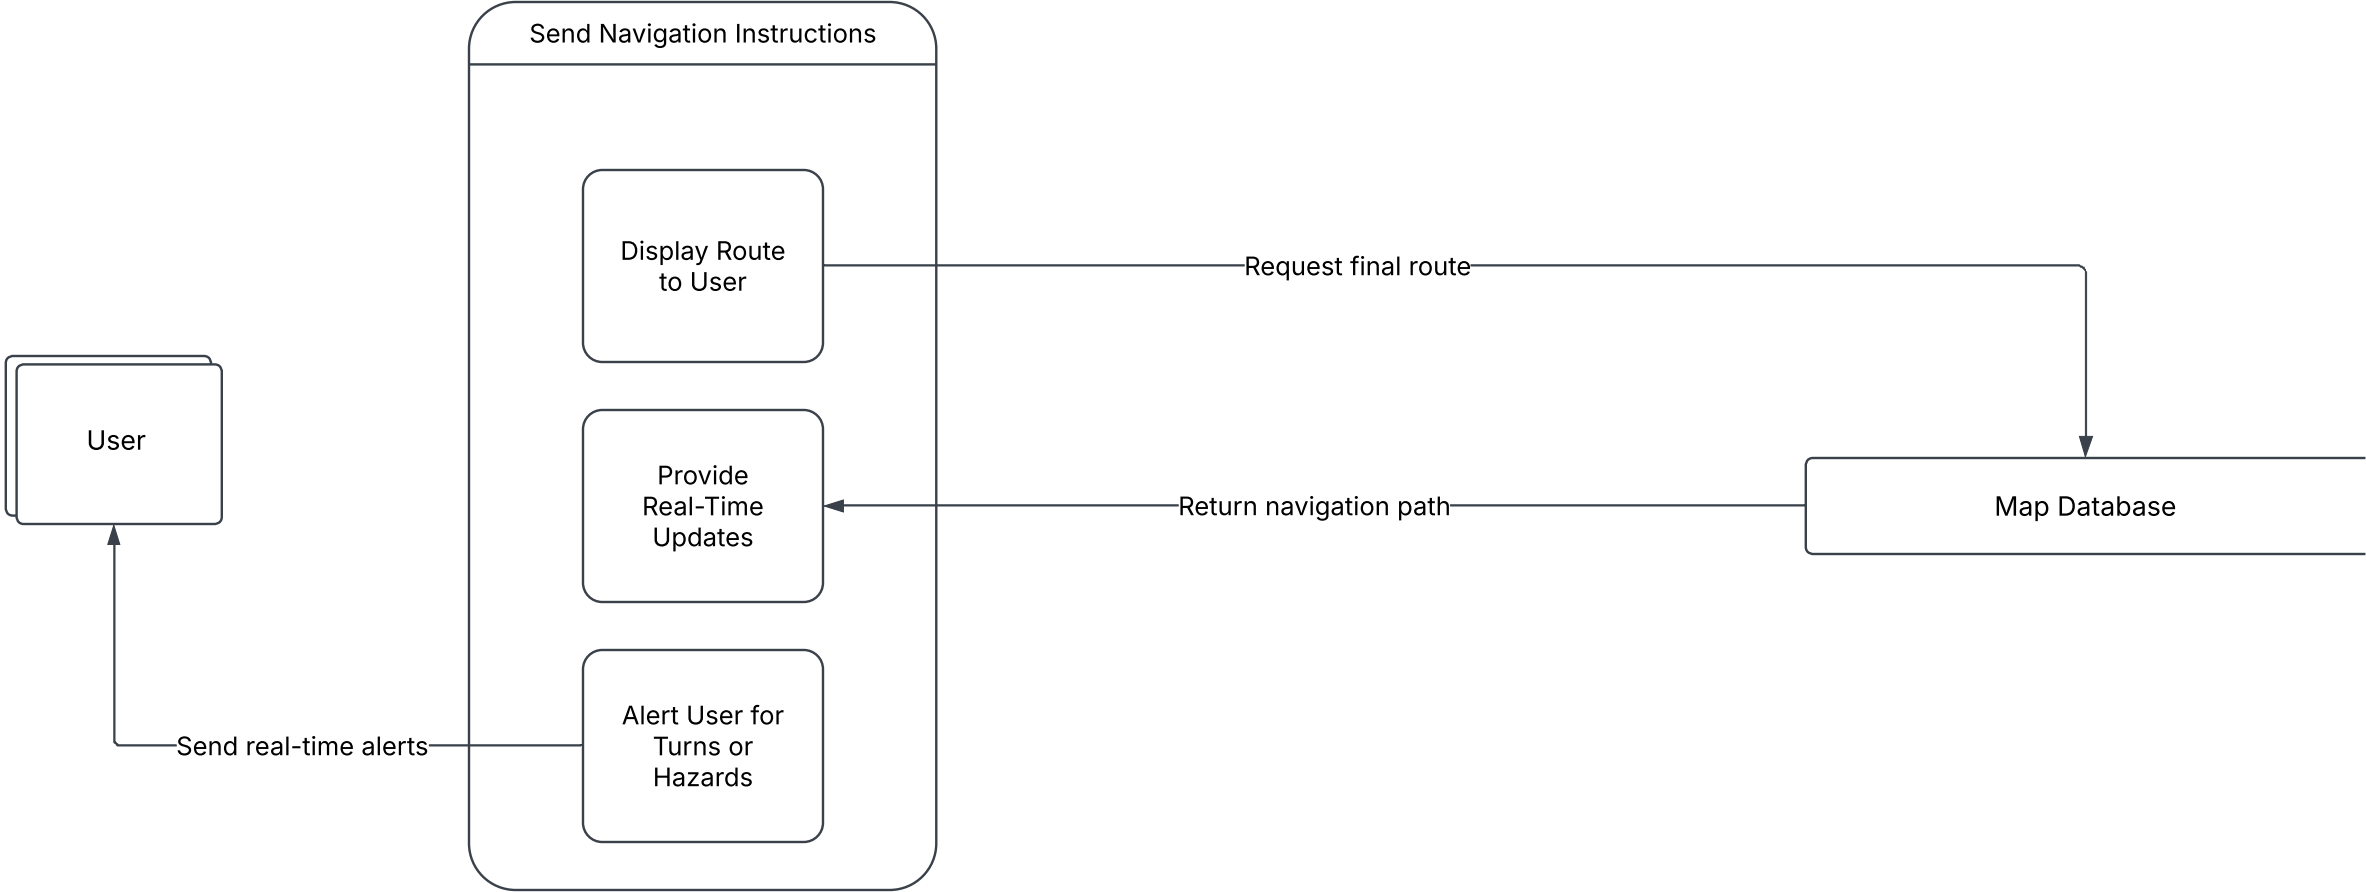 Send Navigation Instructions
Display Route
to User
Request final route
User
Provide
Real-Time
Updates
Return navigation path
Map Database
Alert User for
Turns or
Hazards
Send real-time alerts